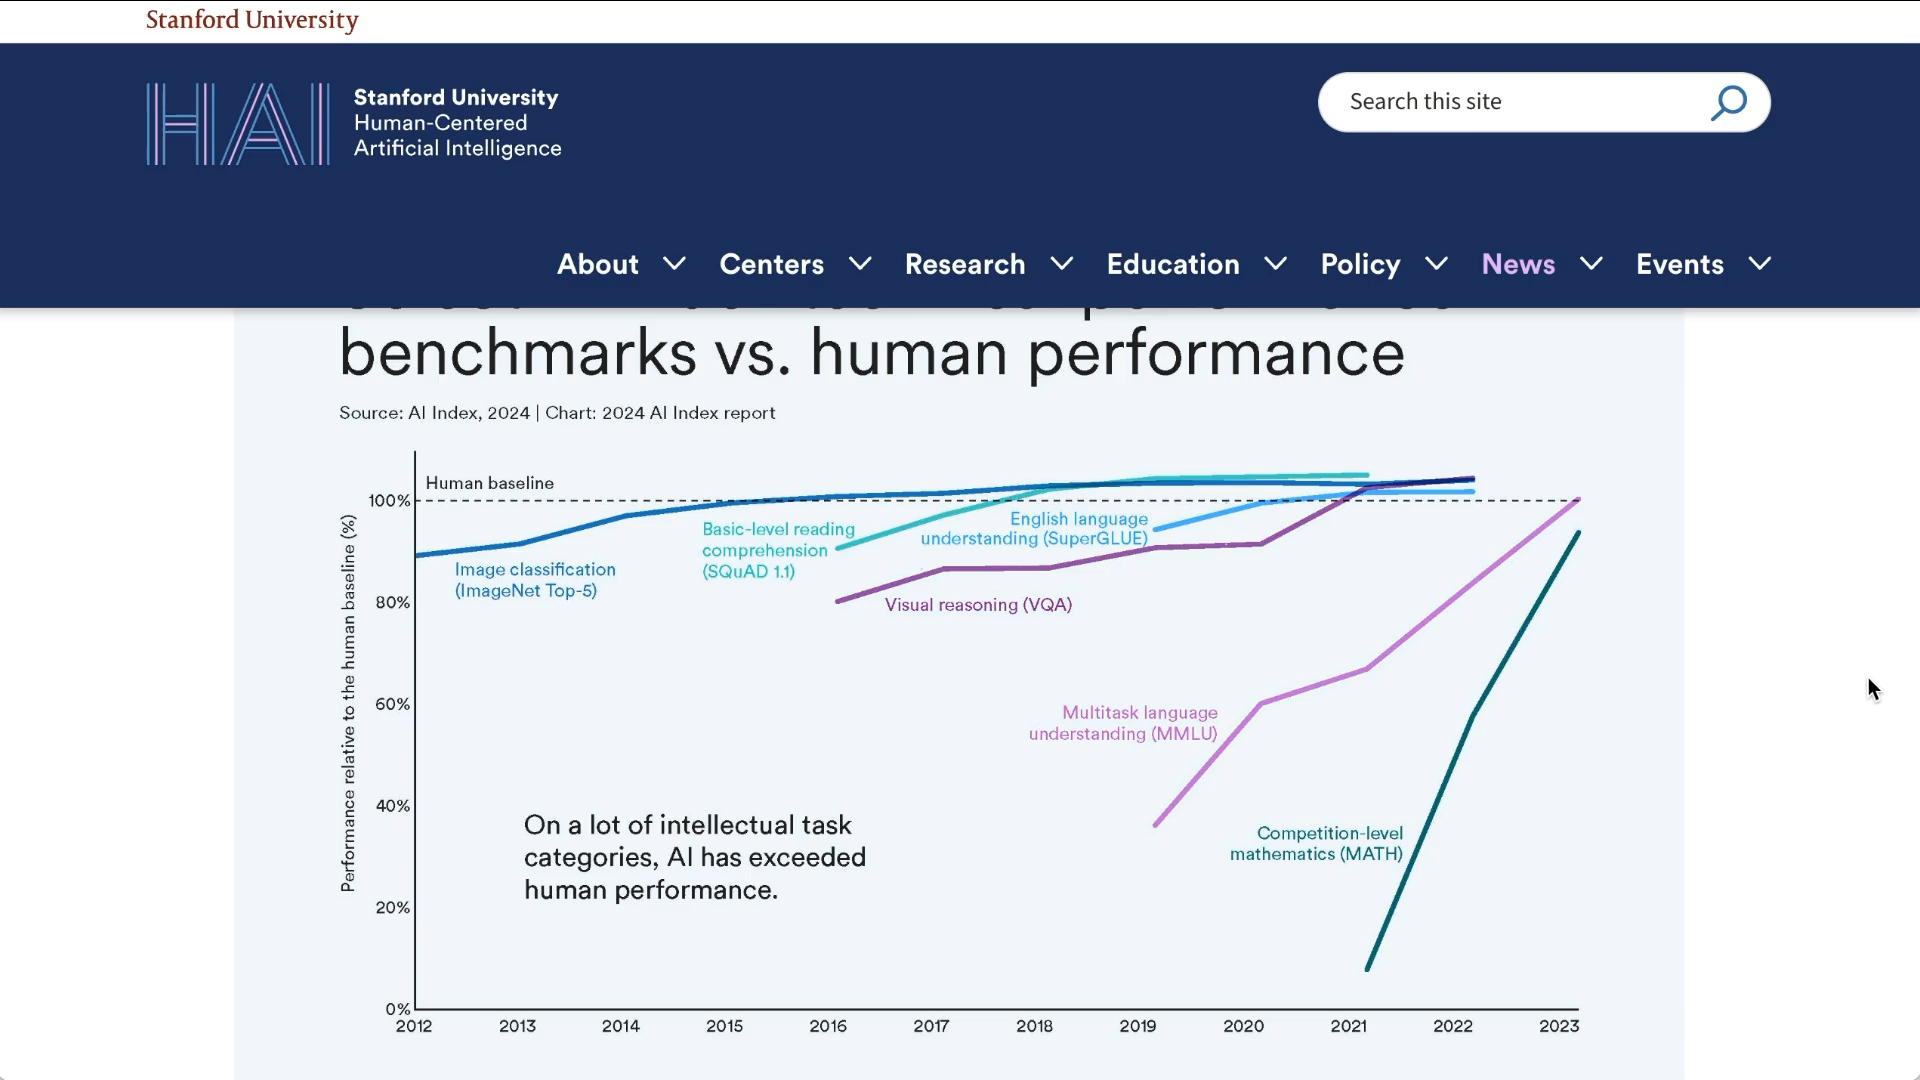 Stanford University
HAI
Stanford University
Human-Centered
Artificial Intelligence
Search this site
About
Centers
Research
Education
Policy
News
Events
benchmarks vs. human performance
Source: AI Index, 2024 | Chart: 2024 AI Index report
Performance relative to the human baseline (%)
Human baseline
100%
80%
60%
40%
20%
0%
Image classification
(ImageNet Top-5)
Basic-level reading
comprehension
(SQuAD 1.1)
English language
understanding (SuperGLUE)
Visual reasoning (VQA)
Multitask language
understanding (MMLU)
Competition-level
mathematics (MATH)
On a lot of intellectual task
categories, AI has exceeded
human performance.
2012
2013
2014
2015
2016
2017
2018
2019
2020
2021
2022
2023